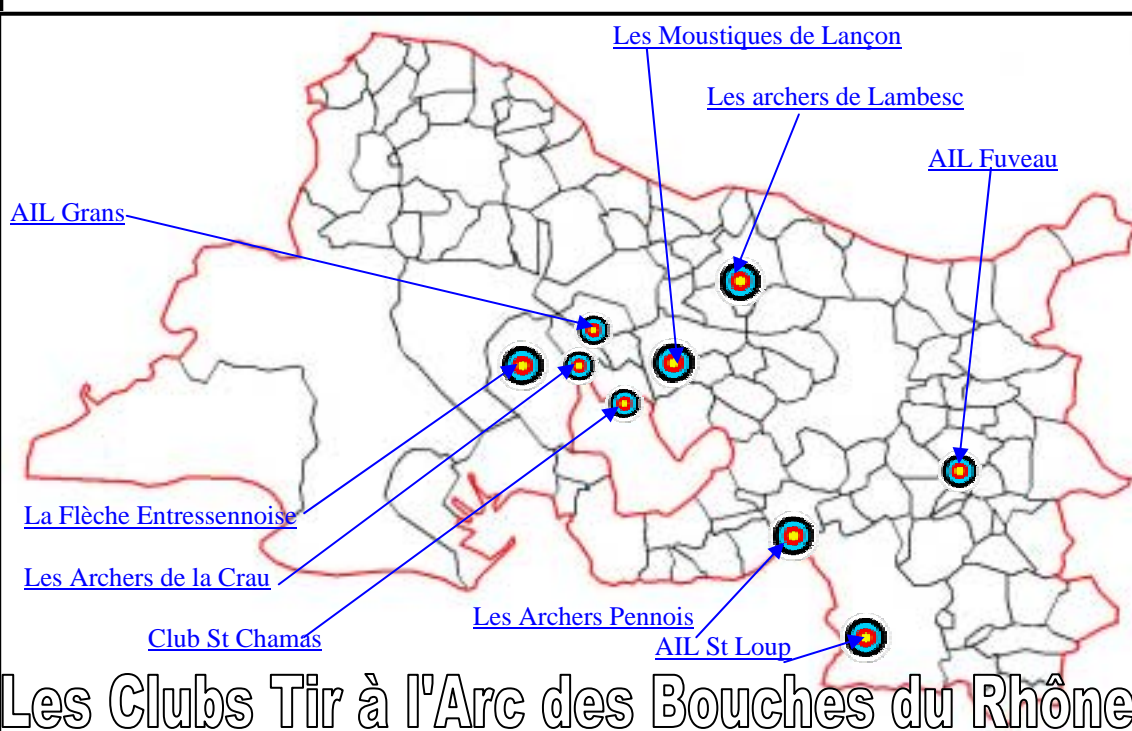 Les Moustiques de Lançon
Les archers de Lambesc
AIL Fuveau
AIL Grans
La Flèche Entressennoise
Les Archers de la Crau
Club St Chamas
Les Archers Pennois
AIL St Loup
Les Clubs Tir à l'Arc des Bouches du Rhône